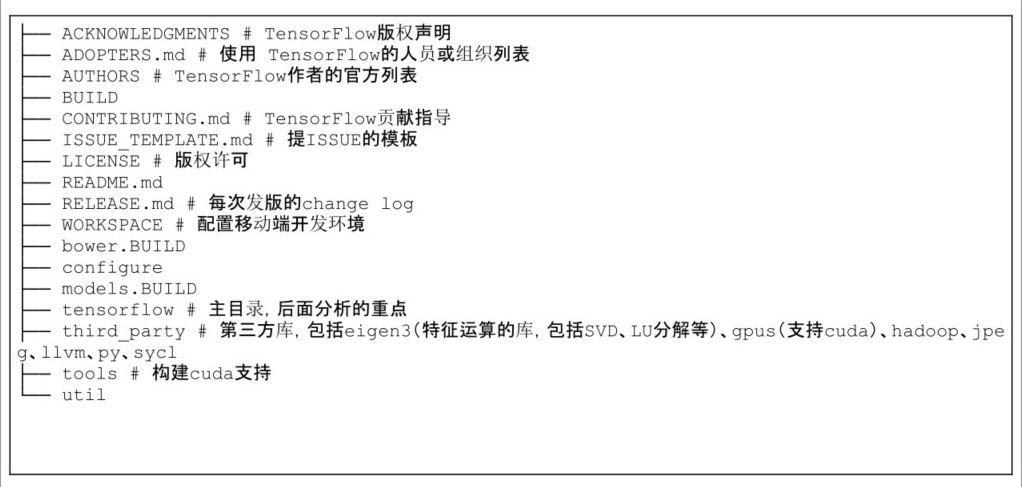 ├── ACKNOWLEDGMENTS # TensorFlow版权声明
├── ADOPTERS.md # 使用 TensorFlow的人员或组织列表
├── AUTHORS # TensorFlow作者的官方列表
├── BUILD
├── CONTRIBUTING.md # TensorFlow贡献指导
├── ISSUE_TEMPLATE.md # 提ISSUE的模板
├── LICENSE # 版权许可
├── README.md
├── RELEASE.md # 每次发版的change log
├── WORKSPACE # 配置移动端开发环境
├── bower.BUILD
├── configure
├── models.BUILD
├── tensorflow # 主目录，后面分析的重点
├── third_party # 第三方库，包括eigen3(特征运算的库，包括SVD、LU分解等)、gpus(支持cuda)、hadoop、jpe
g、llvm、py、sycl
├── tools # 构建cuda支持
└── util